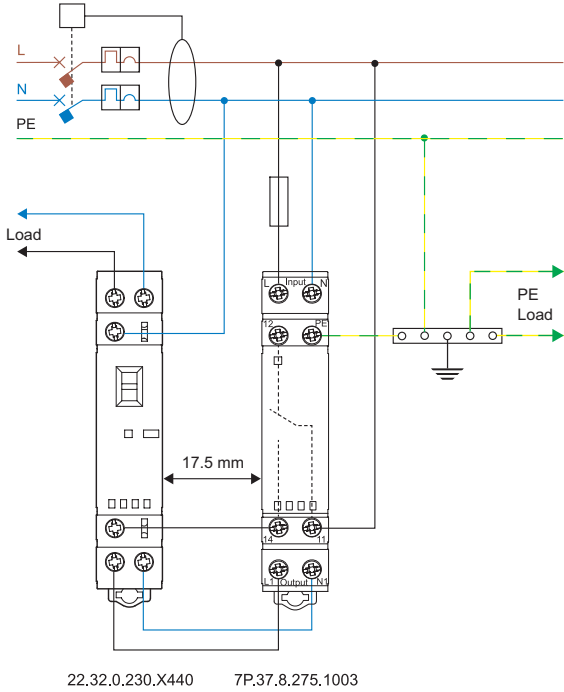 L
N
PE
Load
L Input N
12 PE
PE
Load
17.5 mm
14 11
L1 Output N1
22.32.0.230.X440 7P.37.8.275.1003